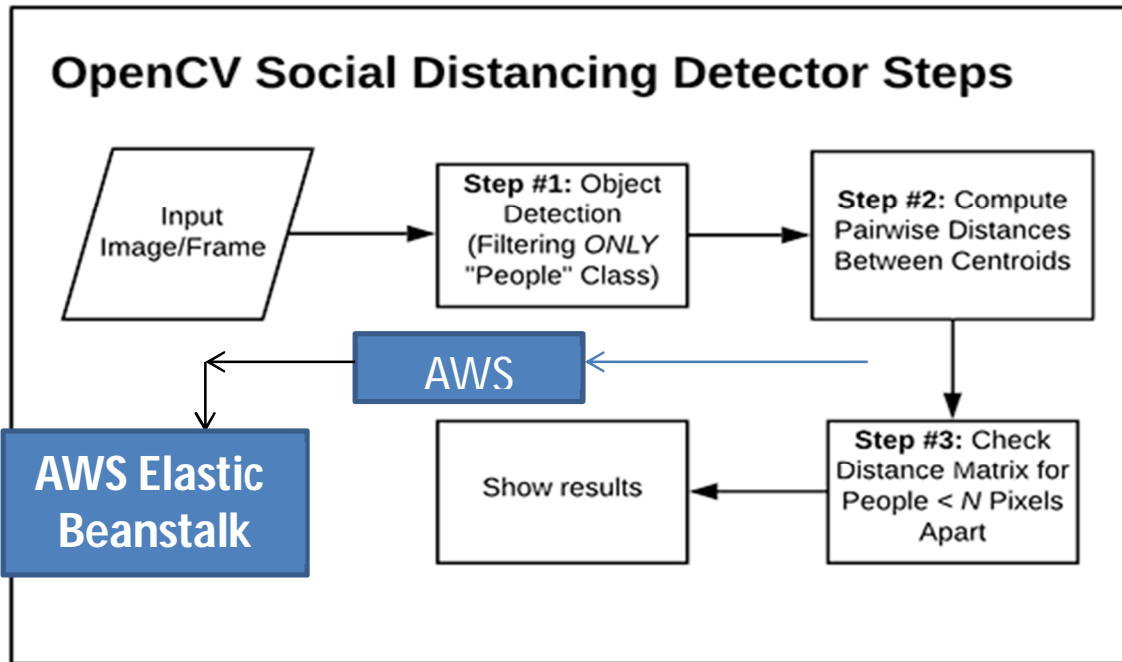 OpenCV Social Distancing Detector Steps
Input
Image/Frame
Step #1: Object
Detection
(Filtering ONLY
"People" Class)
Step #2: Compute
Pairwise Distances
Between Centroids
AWS
AWS Elastic
Beanstalk
Show results
Step #3: Check
Distance Matrix for
People < N Pixels
Apart